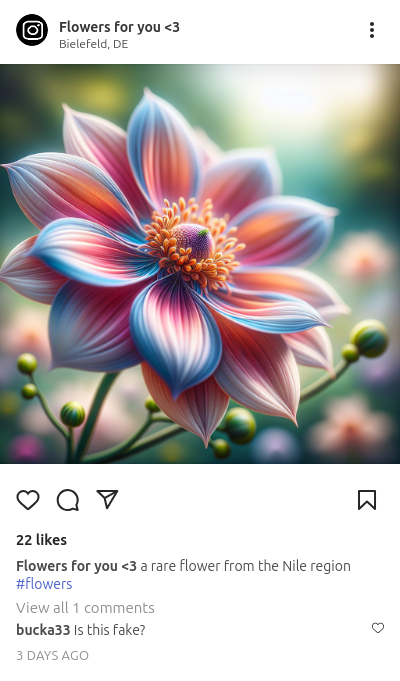 Flowers for you <3
Bielefeld, DE
22 likes
Flowers for you <3 a rare flower from the Nile region
#flowers
View all 1 comments
bucka33 Is this fake?
3 DAYS AGO